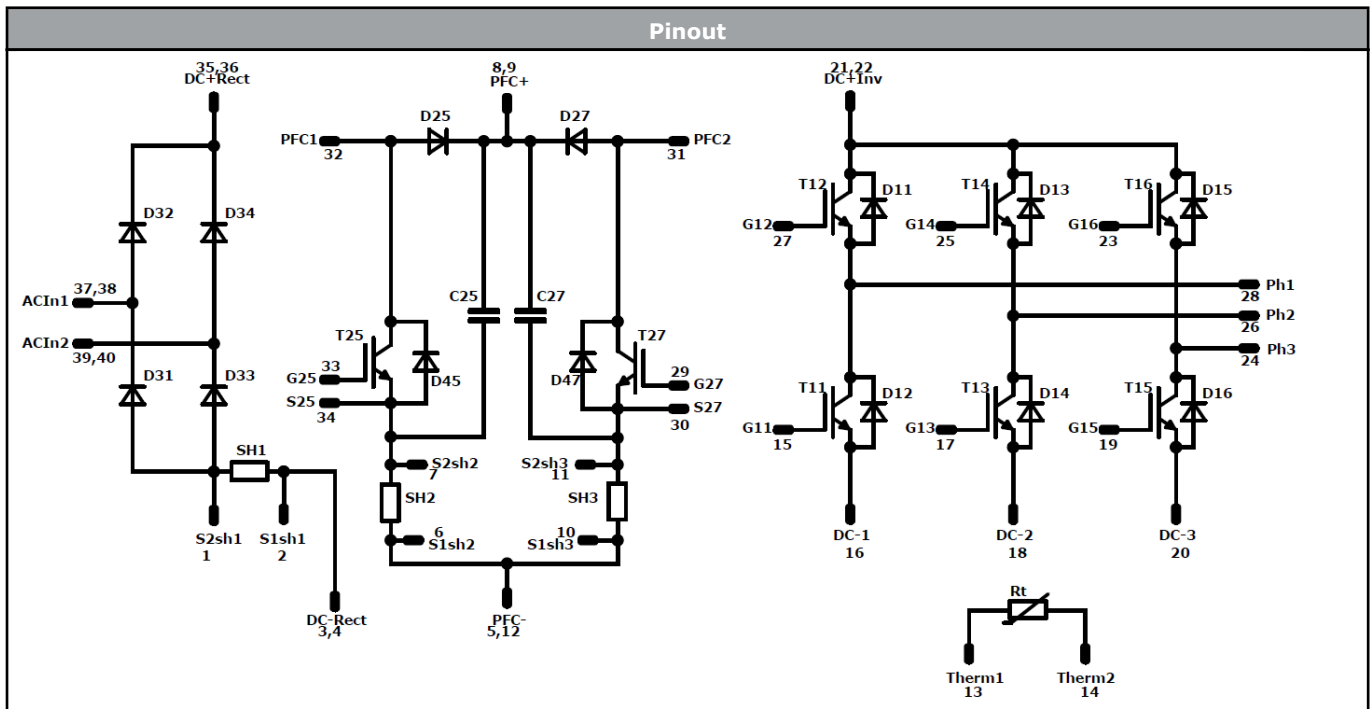 Pinout
35,36
DC+Rect
8,9
PFC+
21,22
DC+Inv
D25
D27
PFC1
32
PFC2
31
D32
D34
T12
D11
T14
D13
T16
D15
G12
27
G14
25
G16
23
ACIn1
37,38
C25
C27
Ph1
28
Ph2
26
Ph3
24
ACIn2
39,40
T25
T27
D31
D33
33
G25
S25
34
D45
D47
29
G27
S27
30
T11
D12
T13
D14
T15
D16
G11
15
G13
17
G15
19
SH1
S2sh2
7
S2sh3
11
SH2
SH3
S2sh1
1
S1sh1
2
6
S1sh2
10
S1sh3
DC-1
16
DC-2
18
DC-3
20
DC-Rect
3,4
PFC-
5,12
Rt
Therm1
13
Therm2
14